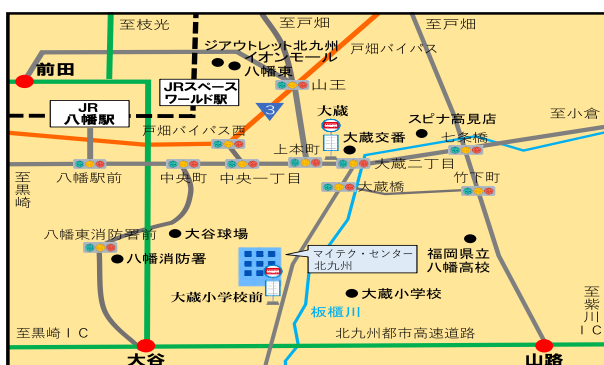 至枝光
至戸畑
至戸畑
ジアウトレット北九州
イオンモール
八幡東
戸畑バイパス
前田
JRスペース
ワールド駅
山王
JR
八幡駅
3
大蔵
スピナ高見店
至小倉
戸畑バイパス西
大蔵交番
七条橋
上本町
八幡駅前
中央町
中央一丁目
大蔵二丁目
至黒崎
大蔵橋
竹下町
八幡東消防署前
大谷球場
マイテク・センター
北九州
八幡消防署
福岡県立
八幡高校
大蔵小学校前
大蔵小学校
板櫃川
至紫川IC
至黒崎IC
北九州都市高速道路
大谷
山路